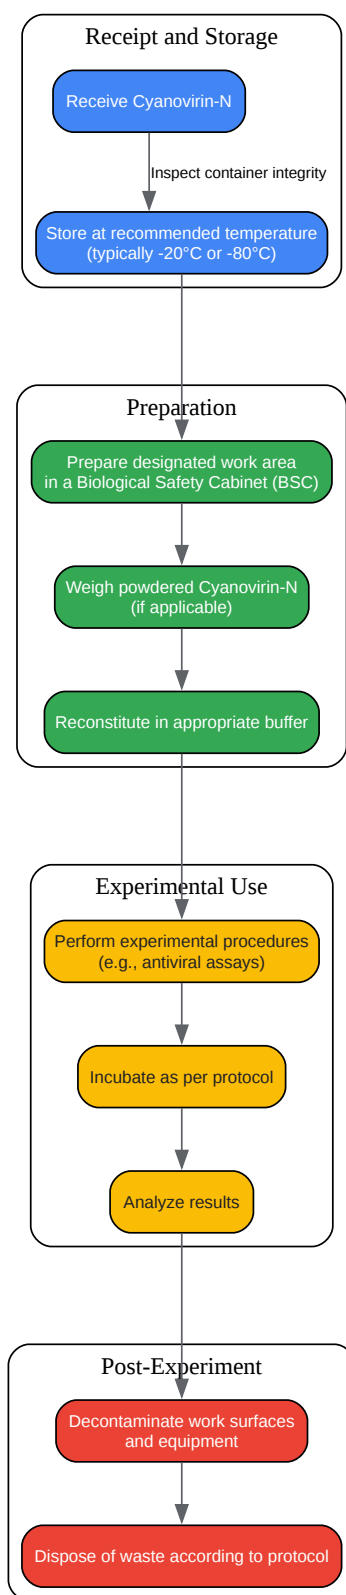 Receipt and Storage
Receive Cyanovirin-N
Inspect container integrity
Store at recommended temperature
(typically -20°C or -80°C)
Preparation
Prepare designated work area
in a Biological Safety Cabinet (BSC)
Weigh powdered Cyanovirin-N
(if applicable)
Reconstitute in appropriate buffer
Experimental Use
Perform experimental procedures
(e.g., antiviral assays)
Incubate as per protocol
Analyze results
Post-Experiment
Decontaminate work surfaces
and equipment
Dispose of waste according to protocol